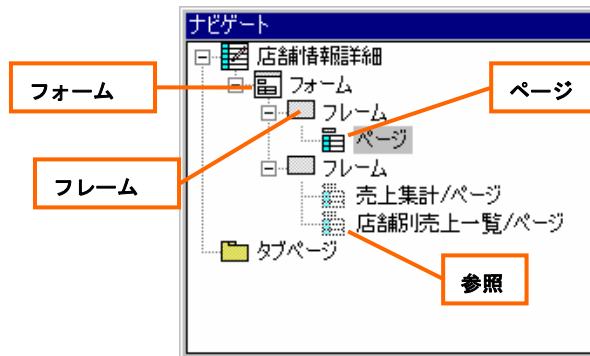 ナビゲート
店舗情報詳細
フォーム
フォーム
ページ
フレーム
ページ
フレーム
フレーム
売上集計/ページ
店舗別売上一覧/ページ
タブページ
参照